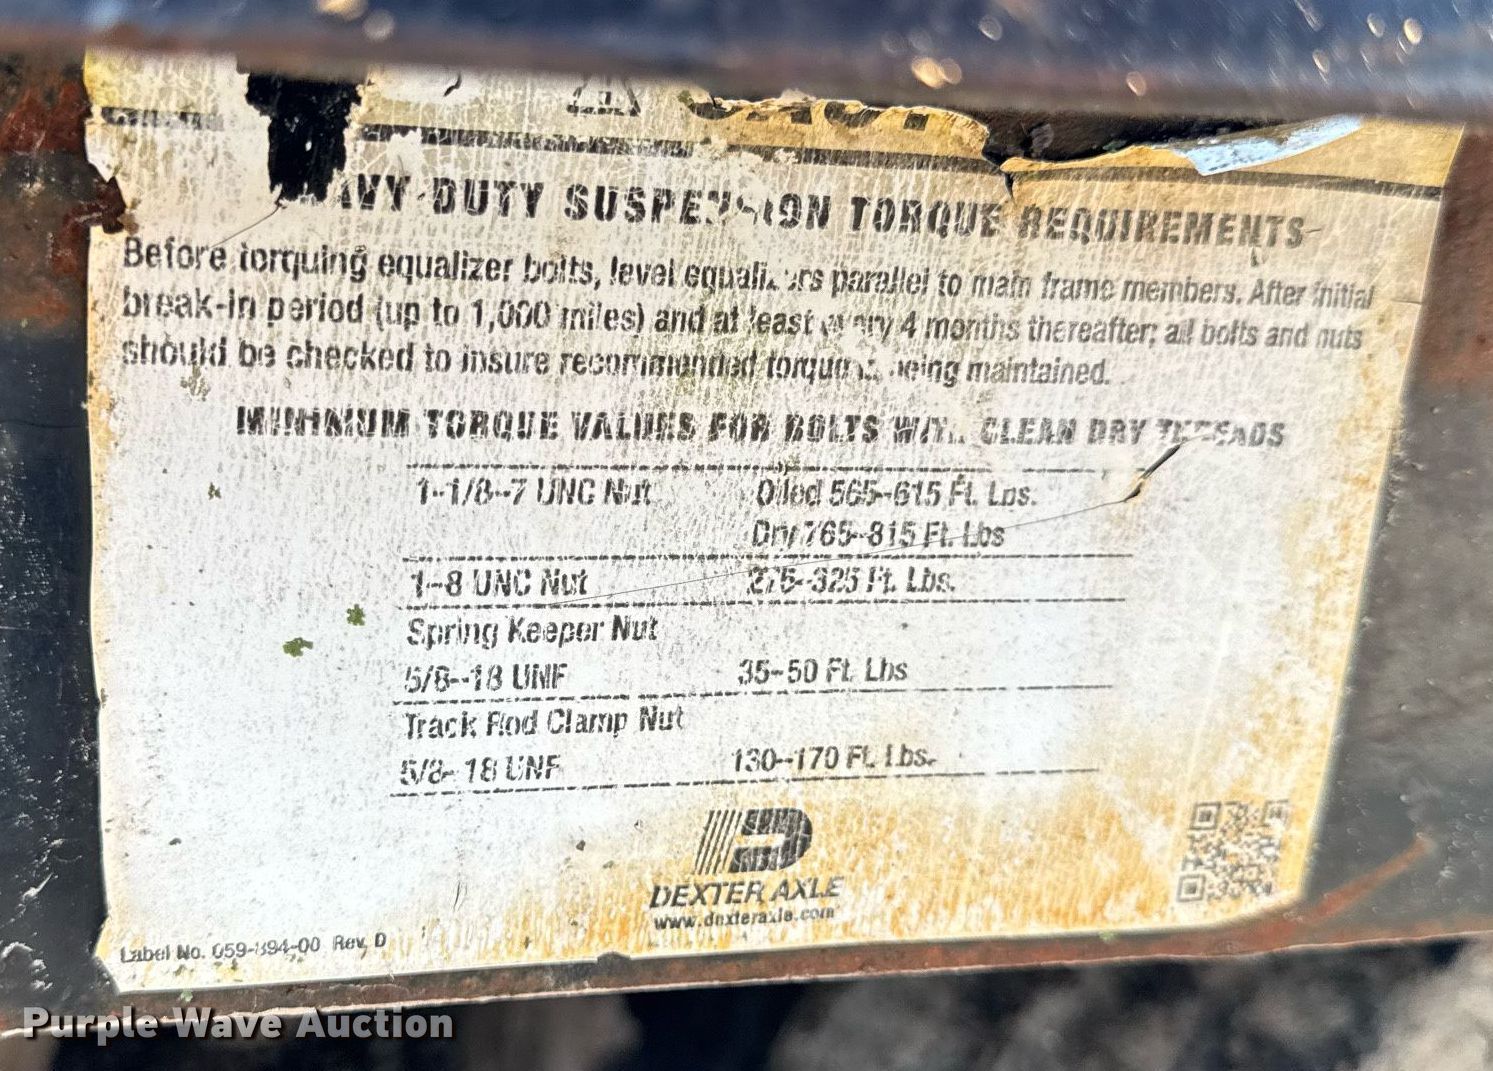 HEAVY DUTY SUSPENSION TORQUE REQUIREMENTS
Before torquing equalizer bolts, level equalizers parallel to main frame members. After initial
break-in period (up to 1,000 miles) and at least every 4 months thereafter; all bolts and nuts
should be checked to insure recommended torque is being maintained.
MINIMUM TORQUE VALUES FOR BOLTS WITH CLEAN DRY THREADS
1-1/8-7 UNC Nut Oiled 565-615 Ft. Lbs.
Dry 765-815 Ft. Lbs
1-8 UNC Nut 275-325 Ft. Lbs.
Spring Keeper Nut
5/8-18 UNF 35-50 Ft. Lbs
Track Rod Clamp Nut
5/8-18 UNF 130-170 Ft. Lbs.
DEXTER AXLE
www.dexteraxle.com
Label No. 059-394-00 Rev. D
Purple Wave Auction